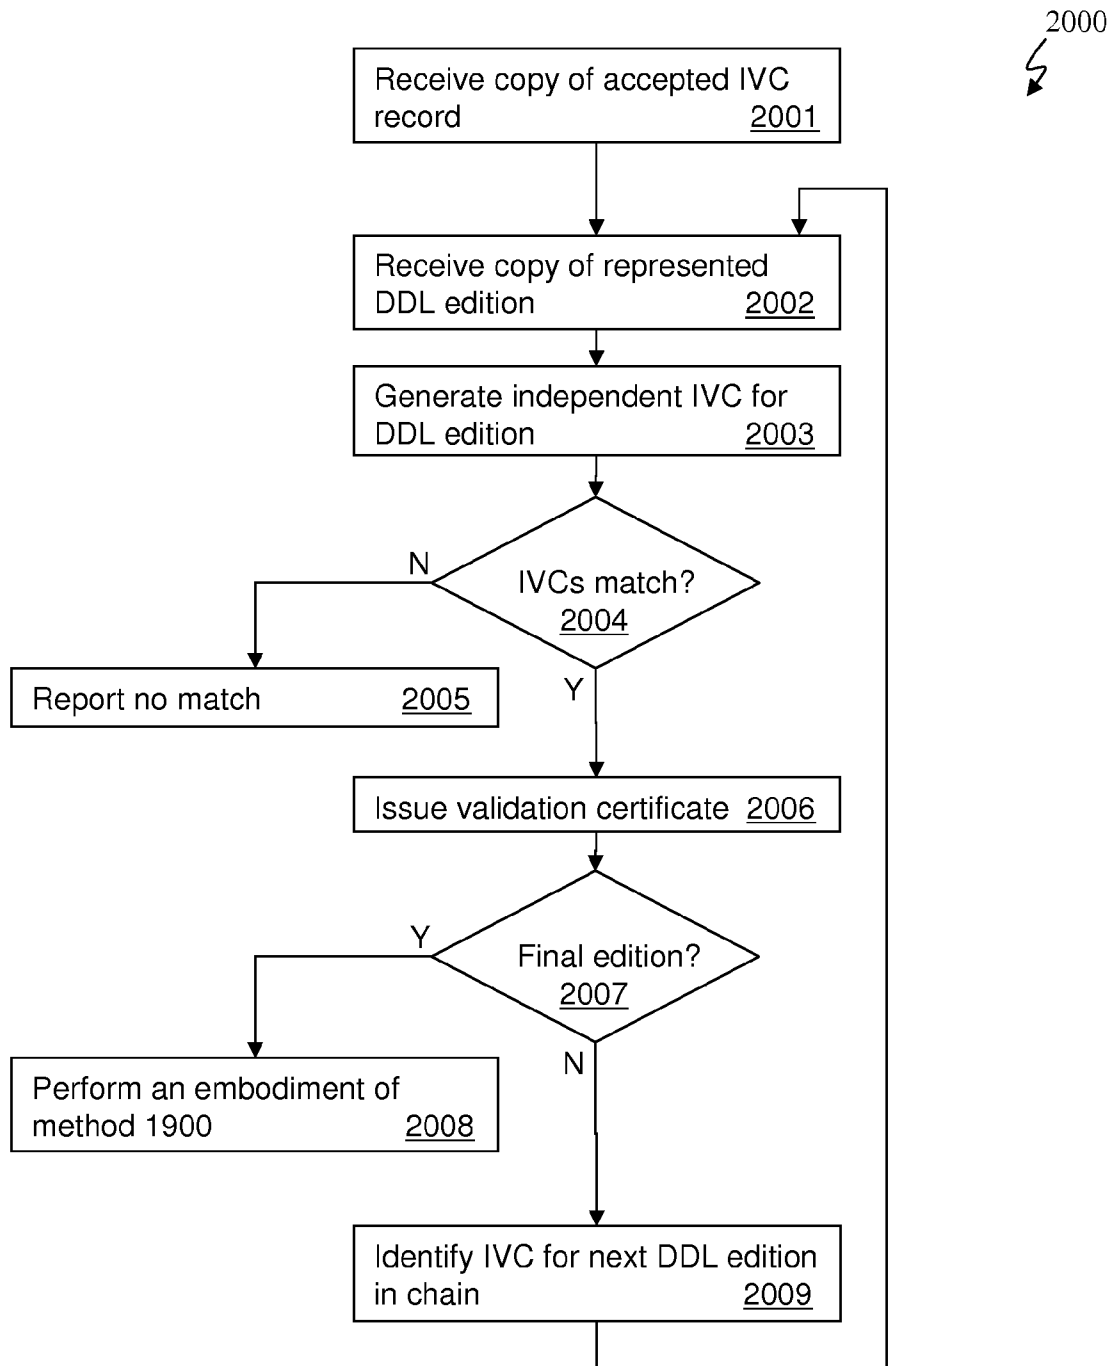 2000
Receive copy of accepted IVC
record 2001
Receive copy of represented
DDL edition 2002
Generate independent IVC for
DDL edition 2003
N
IVCs match?
2004
Y
Report no match 2005
Issue validation certificate 2006
Y
Final edition?
2007
N
Perform an embodiment of
method 1900 2008
Identify IVC for next DDL edition
in chain 2009